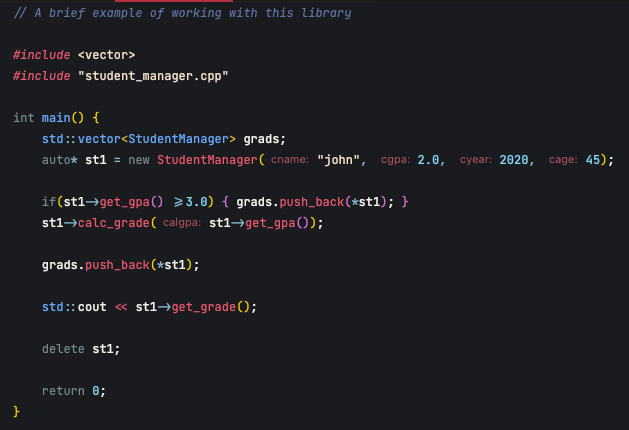 // A brief example of working with this library
#include <vector>
#include "student_manager.cpp"
int main() {
std::vector<StudentManager> grads;
auto* st1 = new StudentManager( cname: "john", cgpa: 2.0, cyear: 2020, cage: 45);
if(st1->get_gpa() >=3.0) { grads.push_back(*st1); }
st1->calc_grade( calgpa: st1->get_gpa());
grads.push_back(*st1);
std::cout << st1->get_grade();
delete st1;
return 0;
}